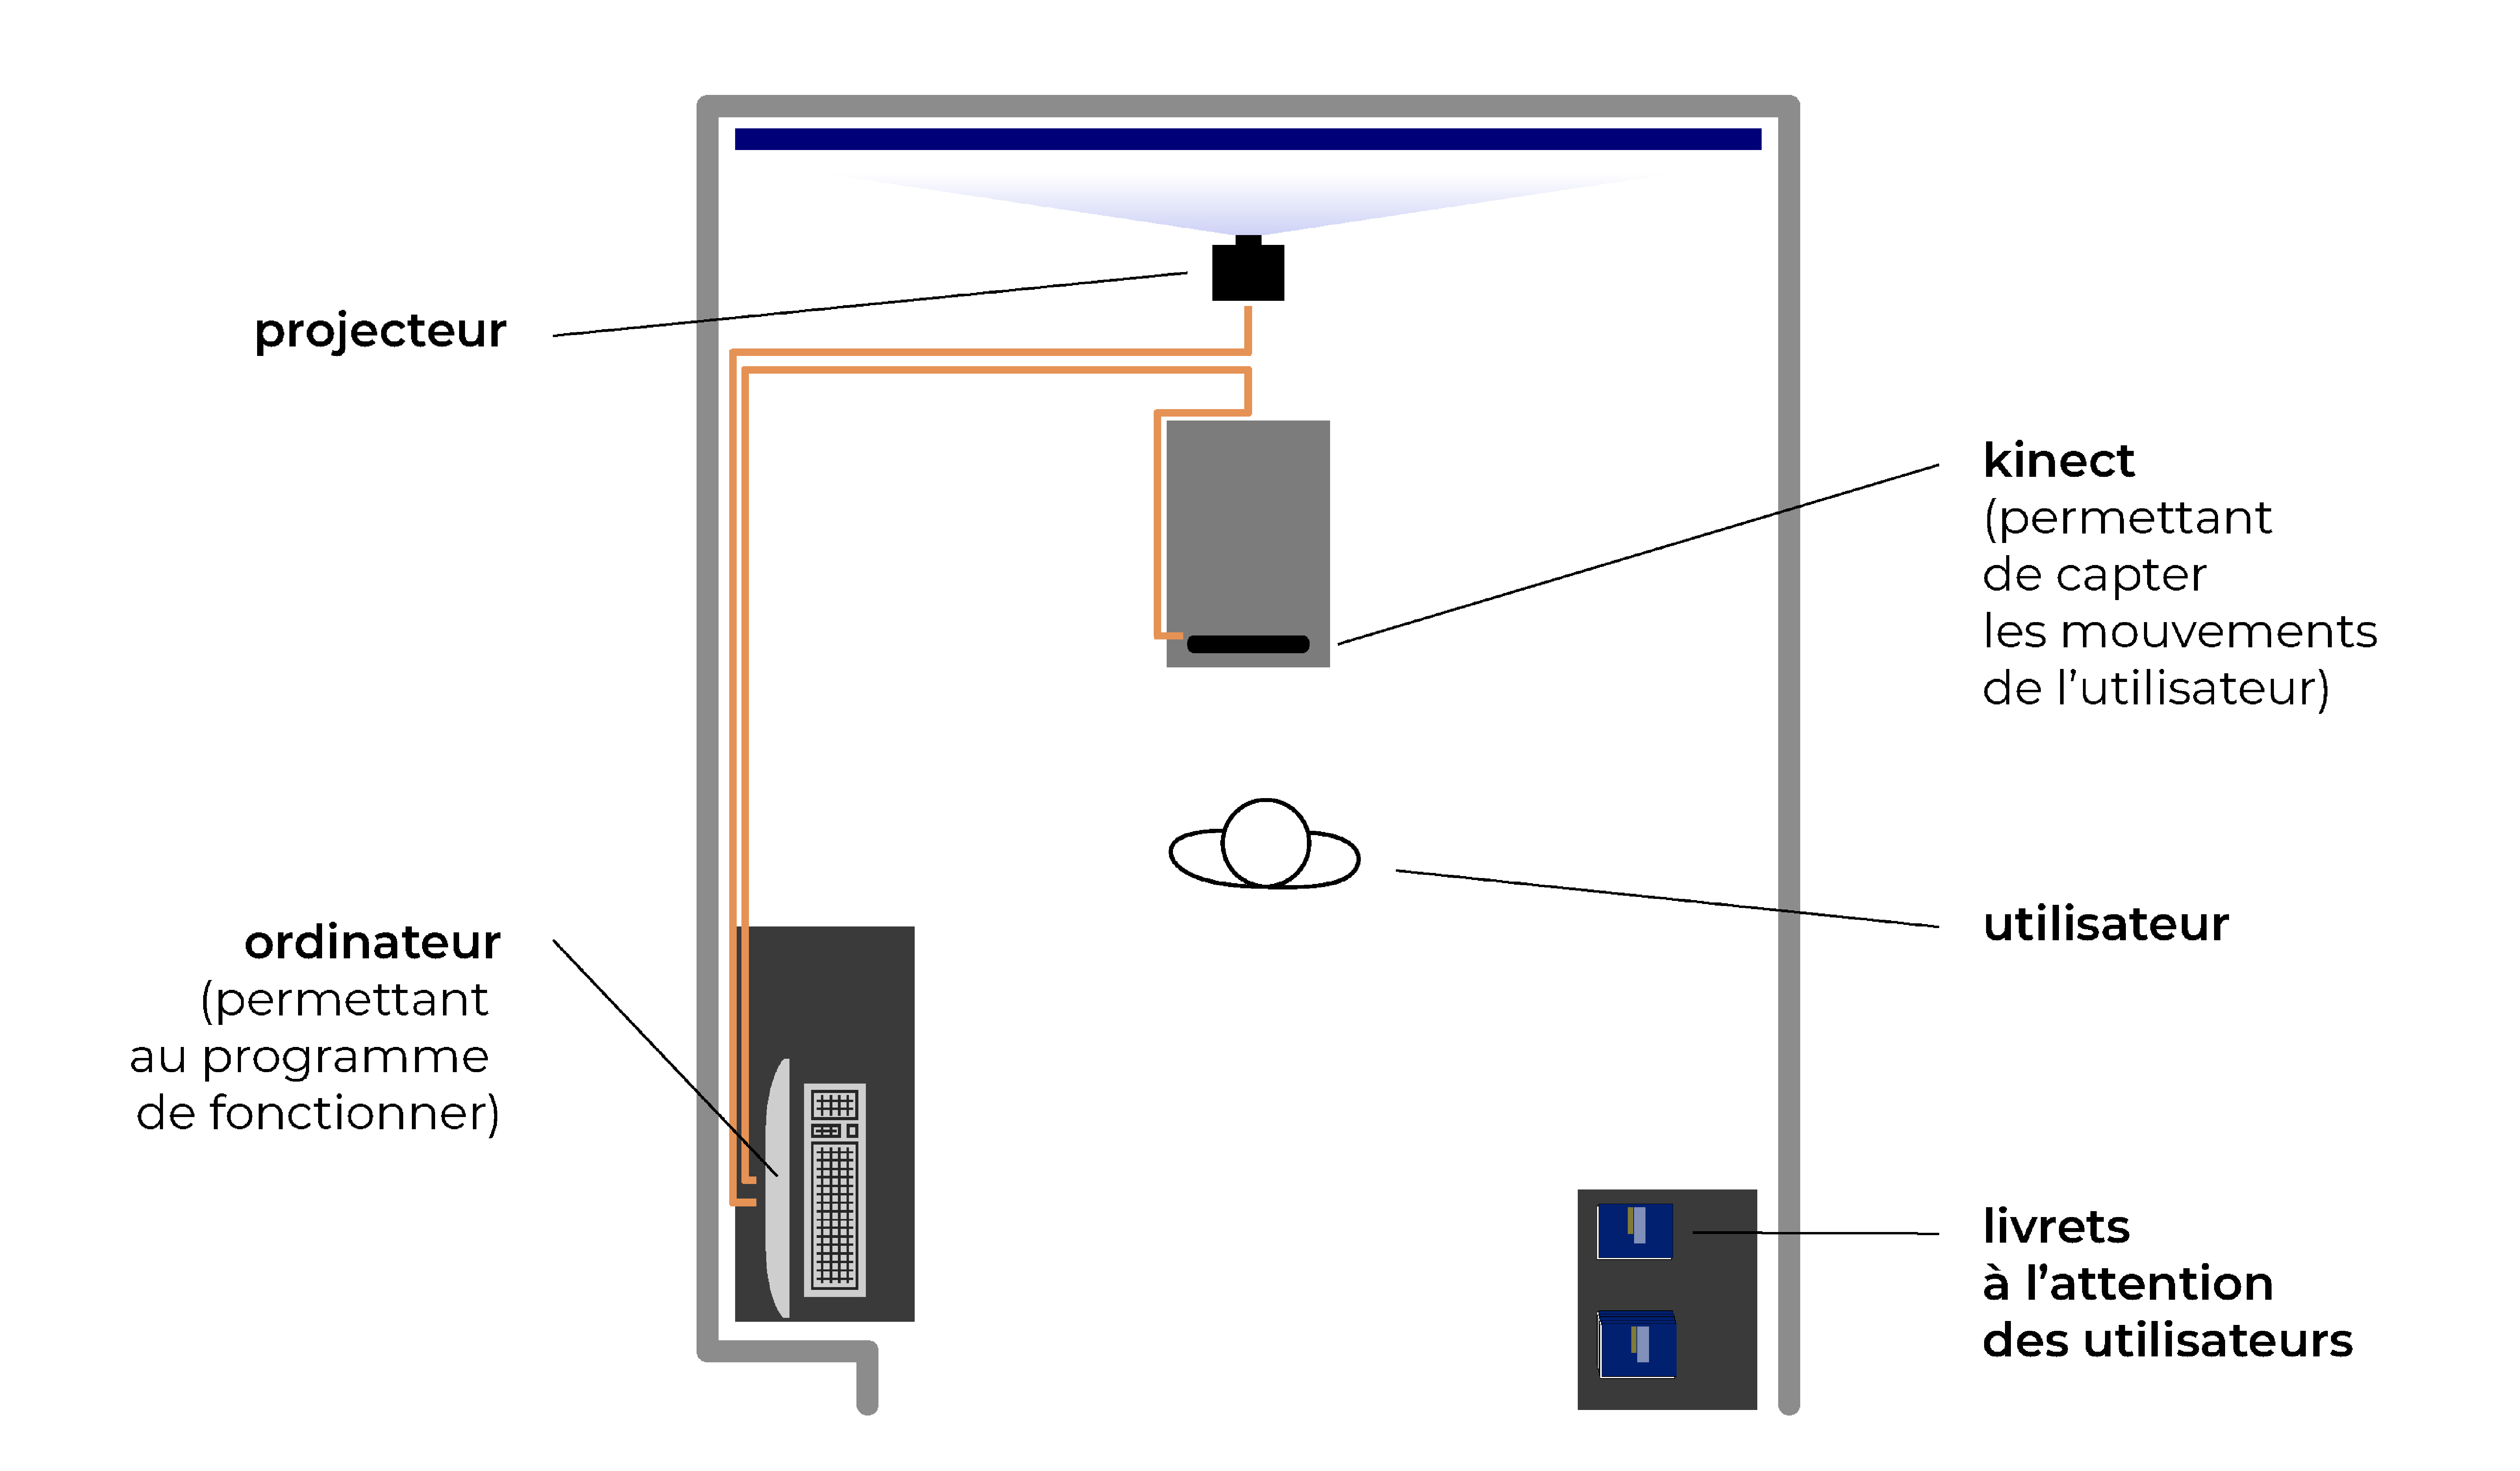 projecteur
kinect
(permettant
de capter
les mouvements
de l'utilisateur)
ordinateur
(permettant
au programme
de fonctionner)
utilisateur
livrets
à l'attention
des utilisateurs